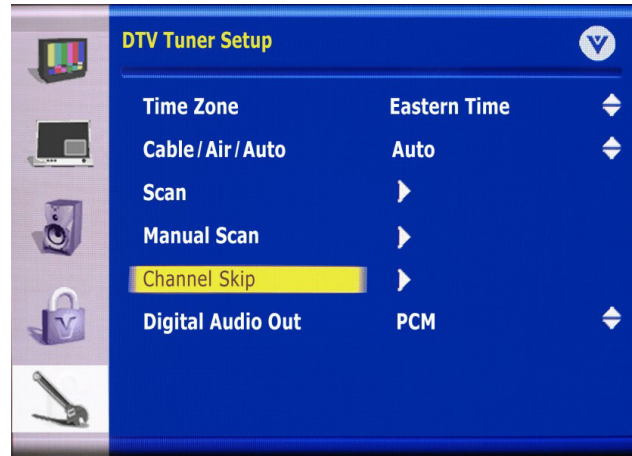 DTV Tuner Setup
Time Zone Eastern Time
Cable/Air/Auto Auto
Scan
Manual Scan
Channel Skip
Digital Audio Out PCM